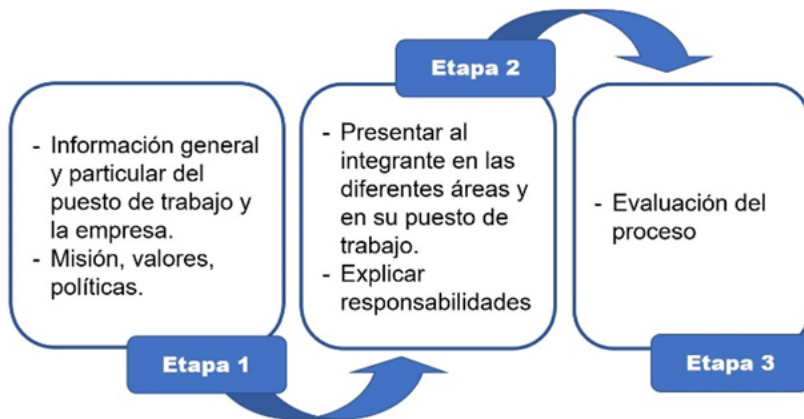 - Información general
y particular del
puesto de trabajo y
la empresa.
- Misión, valores,
políticas.
Etapa 1
Etapa 2
- Presentar al
integrante en las
diferentes áreas y
en su puesto de
trabajo.
- Explicar
responsabilidades
- Evaluación del
proceso
Etapa 3